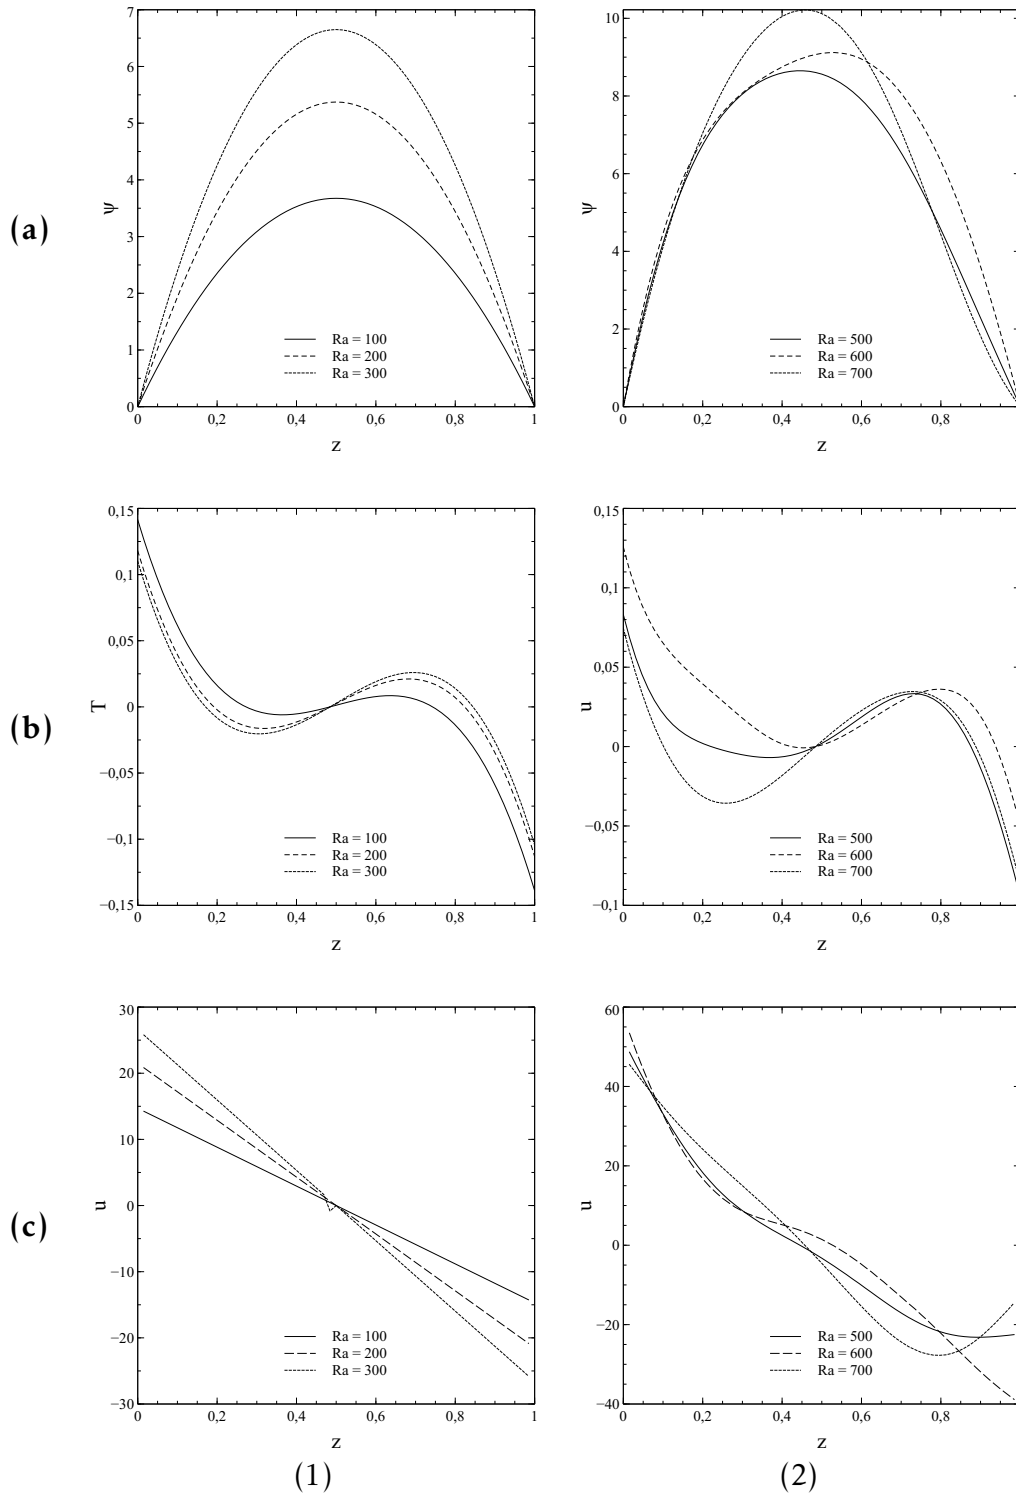 7
6
5
4
3
2
1
0
ψ
0
0,2
0,4
0,6
0,8
1
z
Ra = 100
Ra = 200
Ra = 300
(a)
10
8
6
4
2
0
ψ
0
0,2
0,4
0,6
0,8
z
Ra = 500
Ra = 600
Ra = 700
0,15
0,1
0,05
0
−0,05
−0,1
−0,15
T
0
0,2
0,4
0,6
0,8
1
z
Ra = 100
Ra = 200
Ra = 300
(b)
0,15
0,1
0,05
0
−0,05
−0,1
u
0
0,2
0,4
0,6
0,8
z
Ra = 500
Ra = 600
Ra = 700
30
20
10
0
−10
−20
−30
u
0
0,2
0,4
0,6
0,8
1
z
Ra = 100
Ra = 200
Ra = 300
(c)
60
40
20
0
−20
−40
u
0
0,2
0,4
0,6
0,8
z
Ra = 500
Ra = 600
Ra = 700
(1)
(2)